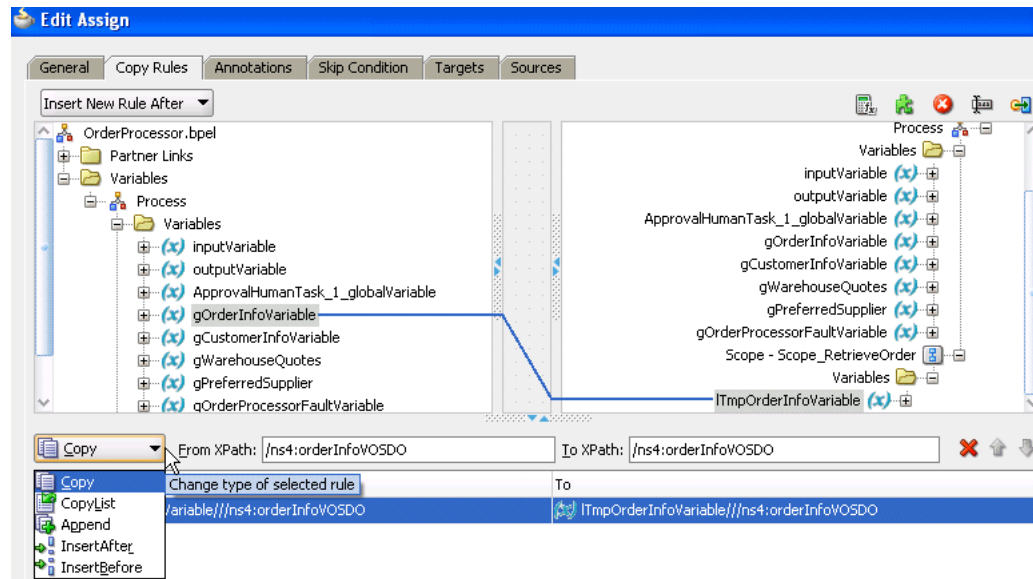 Edit Assign
General Copy Rules Annotations Skip Condition Targets Sources
Insert New Rule After
OrderProcessor.bpel
Partner Links
Variables
Process
Variables
inputVariable
outputVariable
ApprovalHumanTask_1_globalVariable
gOrderInfoVariable
gCustomerInfoVariable
gWarehouseQuotes
gPreferredSupplier
gOrderProcessorFaultVariable
Process
Variables
inputVariable
outputVariable
ApprovalHumanTask_1_globalVariable
gOrderInfoVariable
gCustomerInfoVariable
gWarehouseQuotes
gPreferredSupplier
gOrderProcessorFaultVariable
Scope - Scope_RetrieveOrder
Variables
lTmpOrderInfoVariable
Copy From XPath: /ns4:orderInfoVOSDO To XPath: /ns4:orderInfoVOSDO
Copy Change type of selected rule To
CopyList ariable///ns4:orderInfoVOSDO lTmpOrderInfoVariable///ns4:orderInfoVOSDO
Append
InsertAfter
InsertBefore